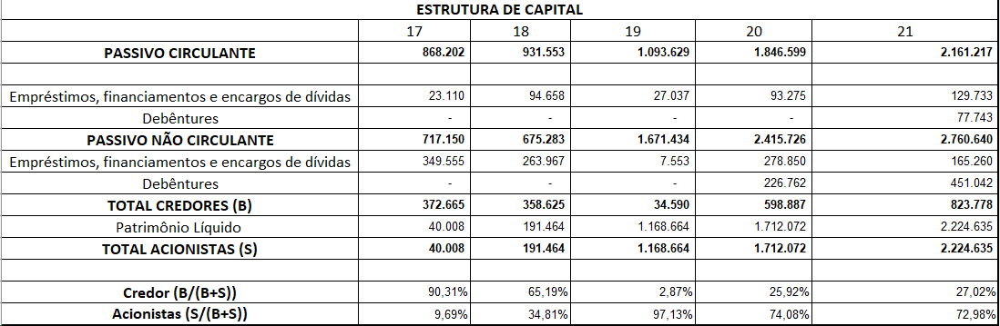 ESTRUTURA DE CAPITAL
17 18 19 20 21
PASSIVO CIRCULANTE 868.202 931.553 1.093.629 1.846.599 2.161.217
Empréstimos, financiamentos e encargos de dívidas 23.110 94.658 27.037 93.275 129.733
Debêntures - - - - 77.743
PASSIVO NÃO CIRCULANTE 717.150 675.283 1.671.434 2.415.726 2.760.640
Empréstimos, financiamentos e encargos de dívidas 349.555 263.967 7.553 278.850 165.260
Debêntures - - - 226.762 451.042
TOTAL CREDORES (B) 372.665 358.625 34.590 598.887 823.778
Patrimônio Líquido 40.008 191.464 1.168.664 1.712.072 2.224.635
TOTAL ACIONISTAS (S) 40.008 191.464 1.168.664 1.712.072 2.224.635
Credor (B/(B+S)) 90,31% 65,19% 2,87% 25,92% 27,02%
Acionistas (S/(B+S)) 9,69% 34,81% 97,13% 74,08% 72,98%